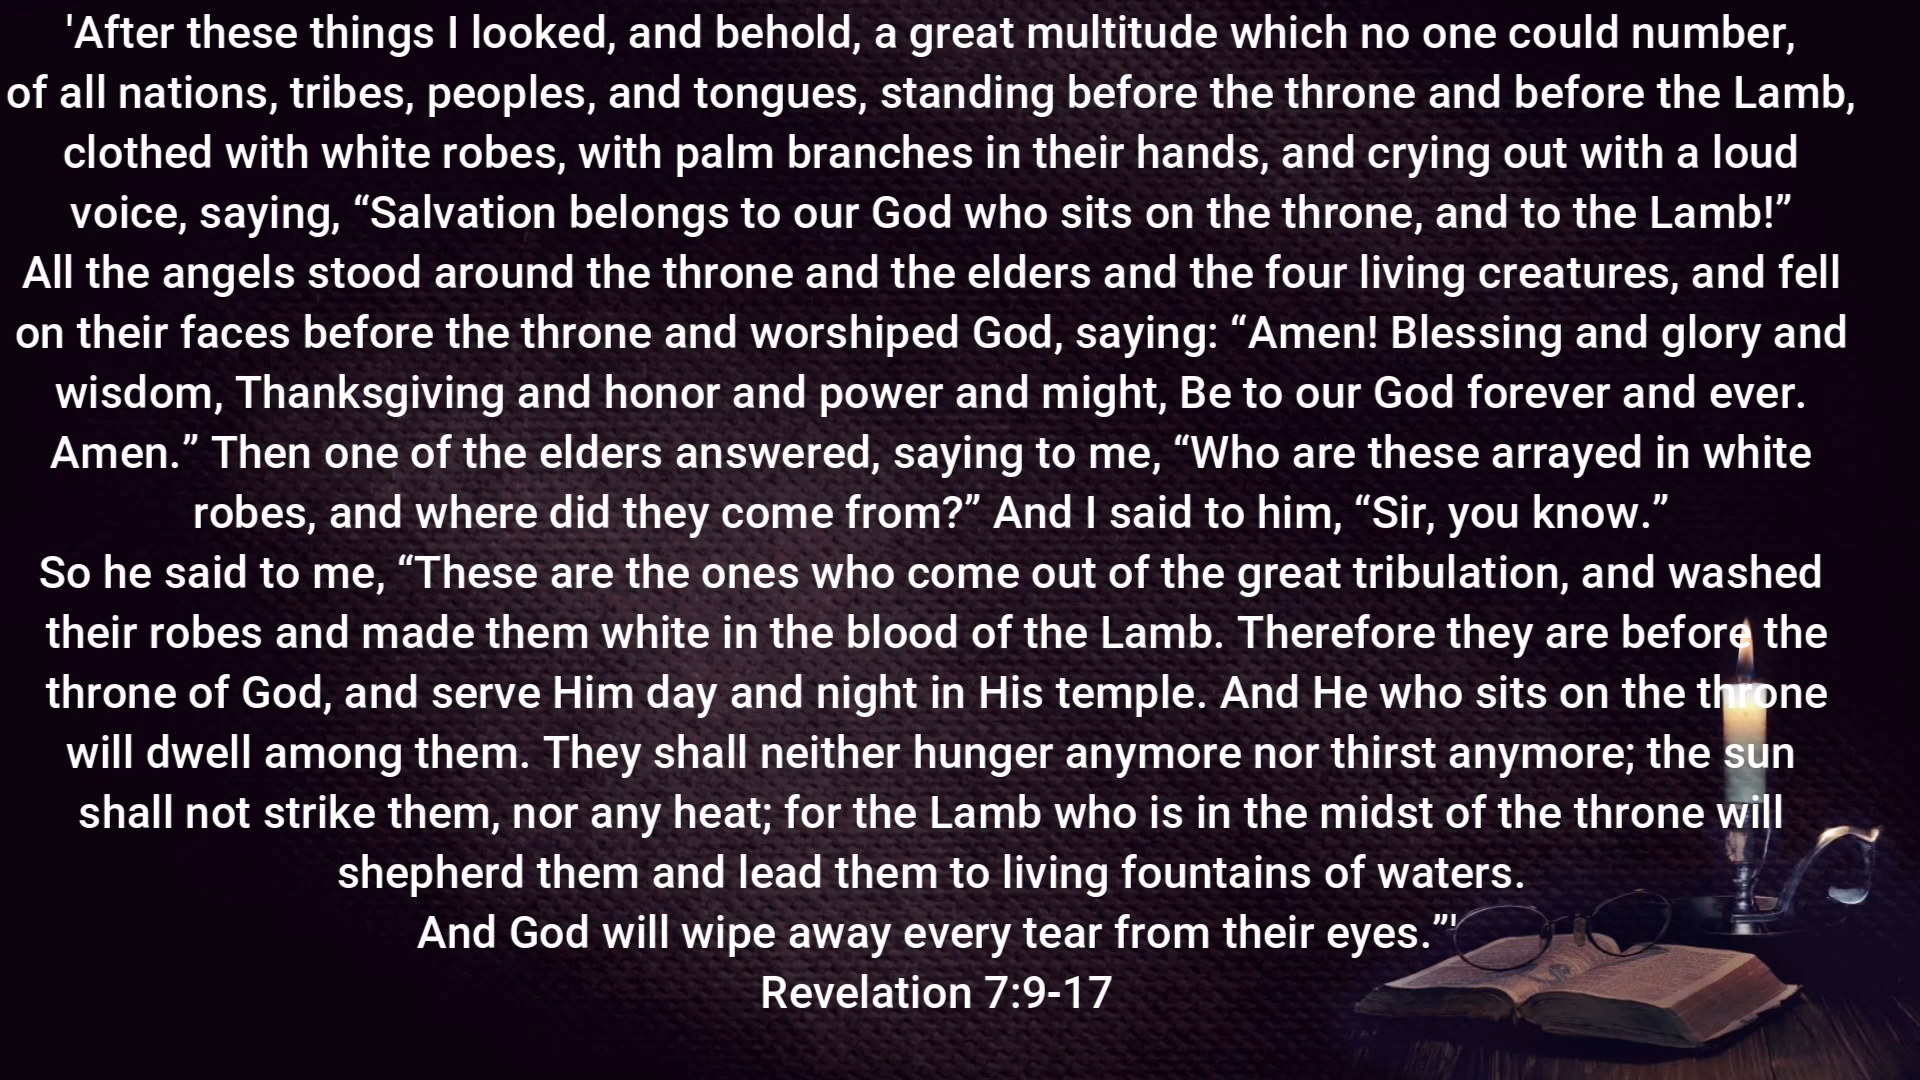 'After these things I looked, and behold, a great multitude which no one could number,
of all nations, tribes, peoples, and tongues, standing before the throne and before the Lamb,
clothed with white robes, with palm branches in their hands, and crying out with a loud
voice, saying, “Salvation belongs to our God who sits on the throne, and to the Lamb!”
All the angels stood around the throne and the elders and the four living creatures, and fell
on their faces before the throne and worshiped God, saying: “Amen! Blessing and glory and
wisdom, Thanksgiving and honor and power and might, Be to our God forever and ever.
Amen.” Then one of the elders answered, saying to me, “Who are these arrayed in white
robes, and where did they come from?” And I said to him, “Sir, you know.”
So he said to me, “These are the ones who come out of the great tribulation, and washed
their robes and made them white in the blood of the Lamb. Therefore they are before the
throne of God, and serve Him day and night in His temple. And He who sits on the throne
will dwell among them. They shall neither hunger anymore nor thirst anymore; the sun
shall not strike them, nor any heat; for the Lamb who is in the midst of the throne will
shepherd them and lead them to living fountains of waters.
And God will wipe away every tear from their eyes.”'
Revelation 7:9-17